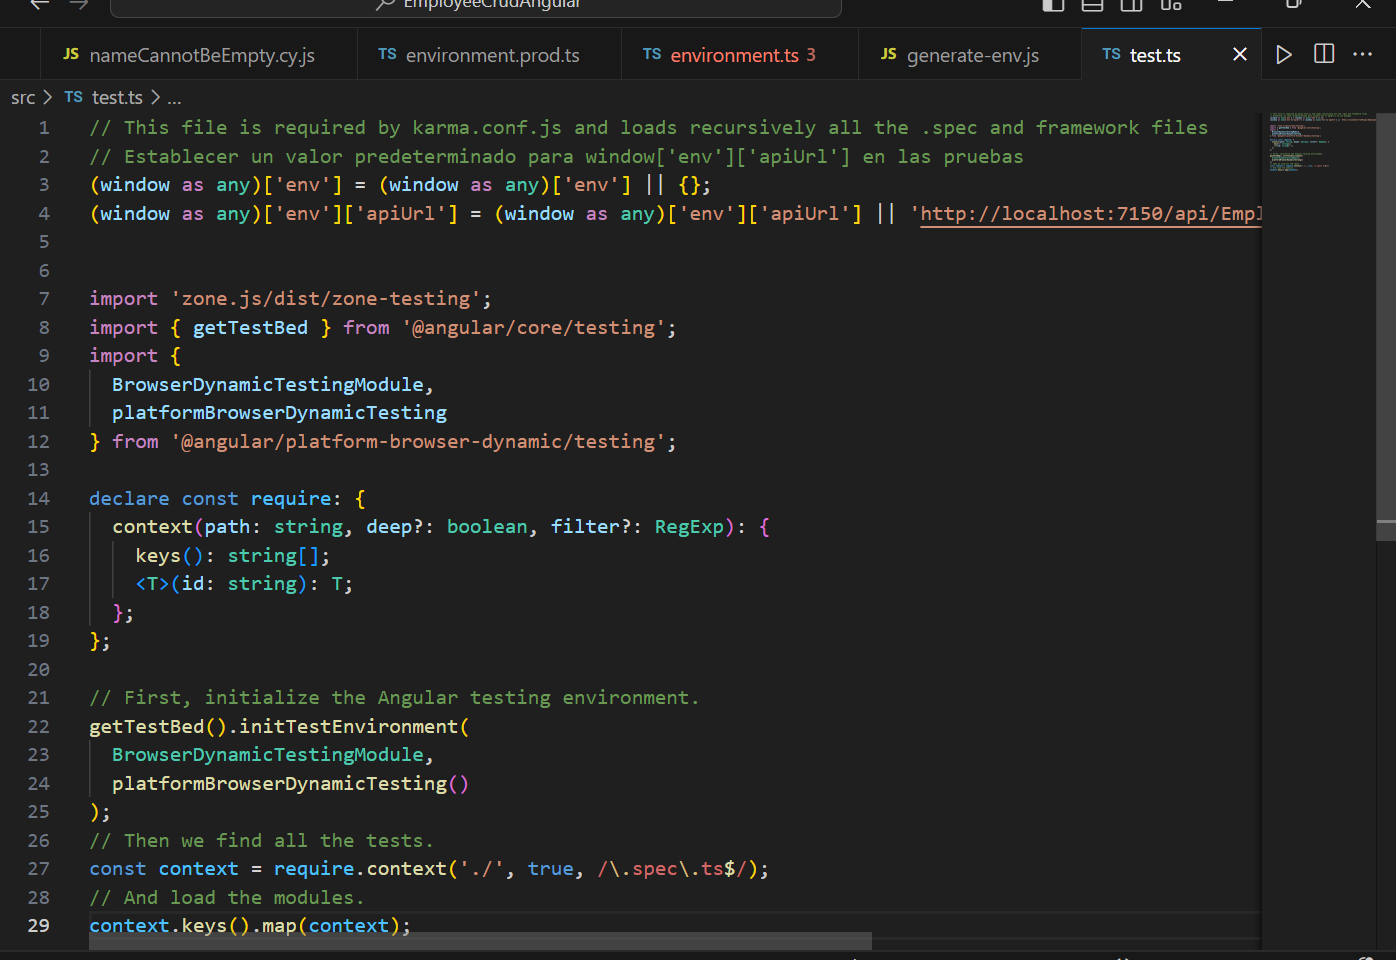 EmployeeCrudAngular
JS nameCannotBeEmpty.cy.js TS environment.prod.ts TS environment.ts 3 JS generate-env.js TS test.ts
src > TS test.ts > ...
1 // This file is required by karma.conf.js and loads recursively all the .spec and framework files
2 // Establecer un valor predeterminado para window['env']['apiUrl'] en las pruebas
3 (window as any)['env'] = (window as any)['env'] || {};
4 (window as any)['env']['apiUrl'] = (window as any)['env']['apiUrl'] || 'http://localhost:7150/api/Empl
5
6
7 import 'zone.js/dist/zone-testing';
8 import { getTestBed } from '@angular/core/testing';
9 import {
10 BrowserDynamicTestingModule,
11 platformBrowserDynamicTesting
12 } from '@angular/platform-browser-dynamic/testing';
13
14 declare const require: {
15 context(path: string, deep?: boolean, filter?: RegExp): {
16 keys(): string[];
17 <T>(id: string): T;
18 };
19 };
20
21 // First, initialize the Angular testing environment.
22 getTestBed().initTestEnvironment(
23 BrowserDynamicTestingModule,
24 platformBrowserDynamicTesting()
25 );
26 // Then we find all the tests.
27 const context = require.context('./', true, /\.spec\.ts$/);
28 // And load the modules.
29 context.keys().map(context);